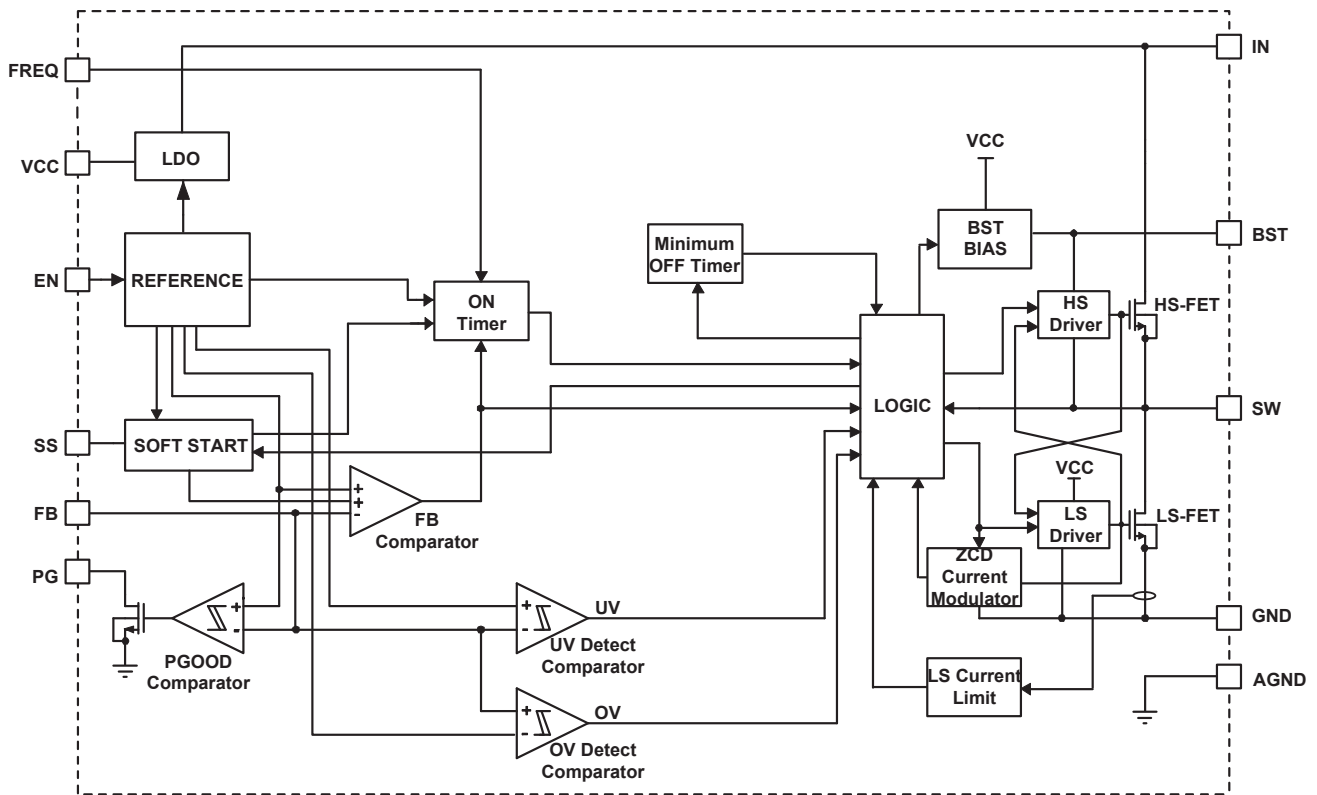 IN
FREQ
VCC
LDO
VCC
BST
BIAS
BST
Minimum
OFF Timer
EN
REFERENCE
ON
Timer
HS
Driver
HS-FET
LOGIC
SW
SS
SOFT START
VCC
FB
+
+
-
FB
Comparator
LS
Driver
LS-FET
ZCD
Current
Modulator
PG
+
-
PGOOD
Comparator
+
-
UV
UV Detect
Comparator
GND
LS Current
Limit
AGND
+
-
OV
OV Detect
Comparator